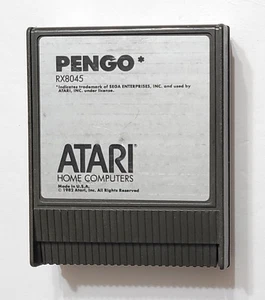 PENGO*
RX8045
*Indicates trademark of SEGA ENTERPRISES, INC. and used by
ATARI, INC. under license.
ATARI
HOME COMPUTERS
Made in U.S.A.
© 1983 Atari, Inc. All Rights Reserved